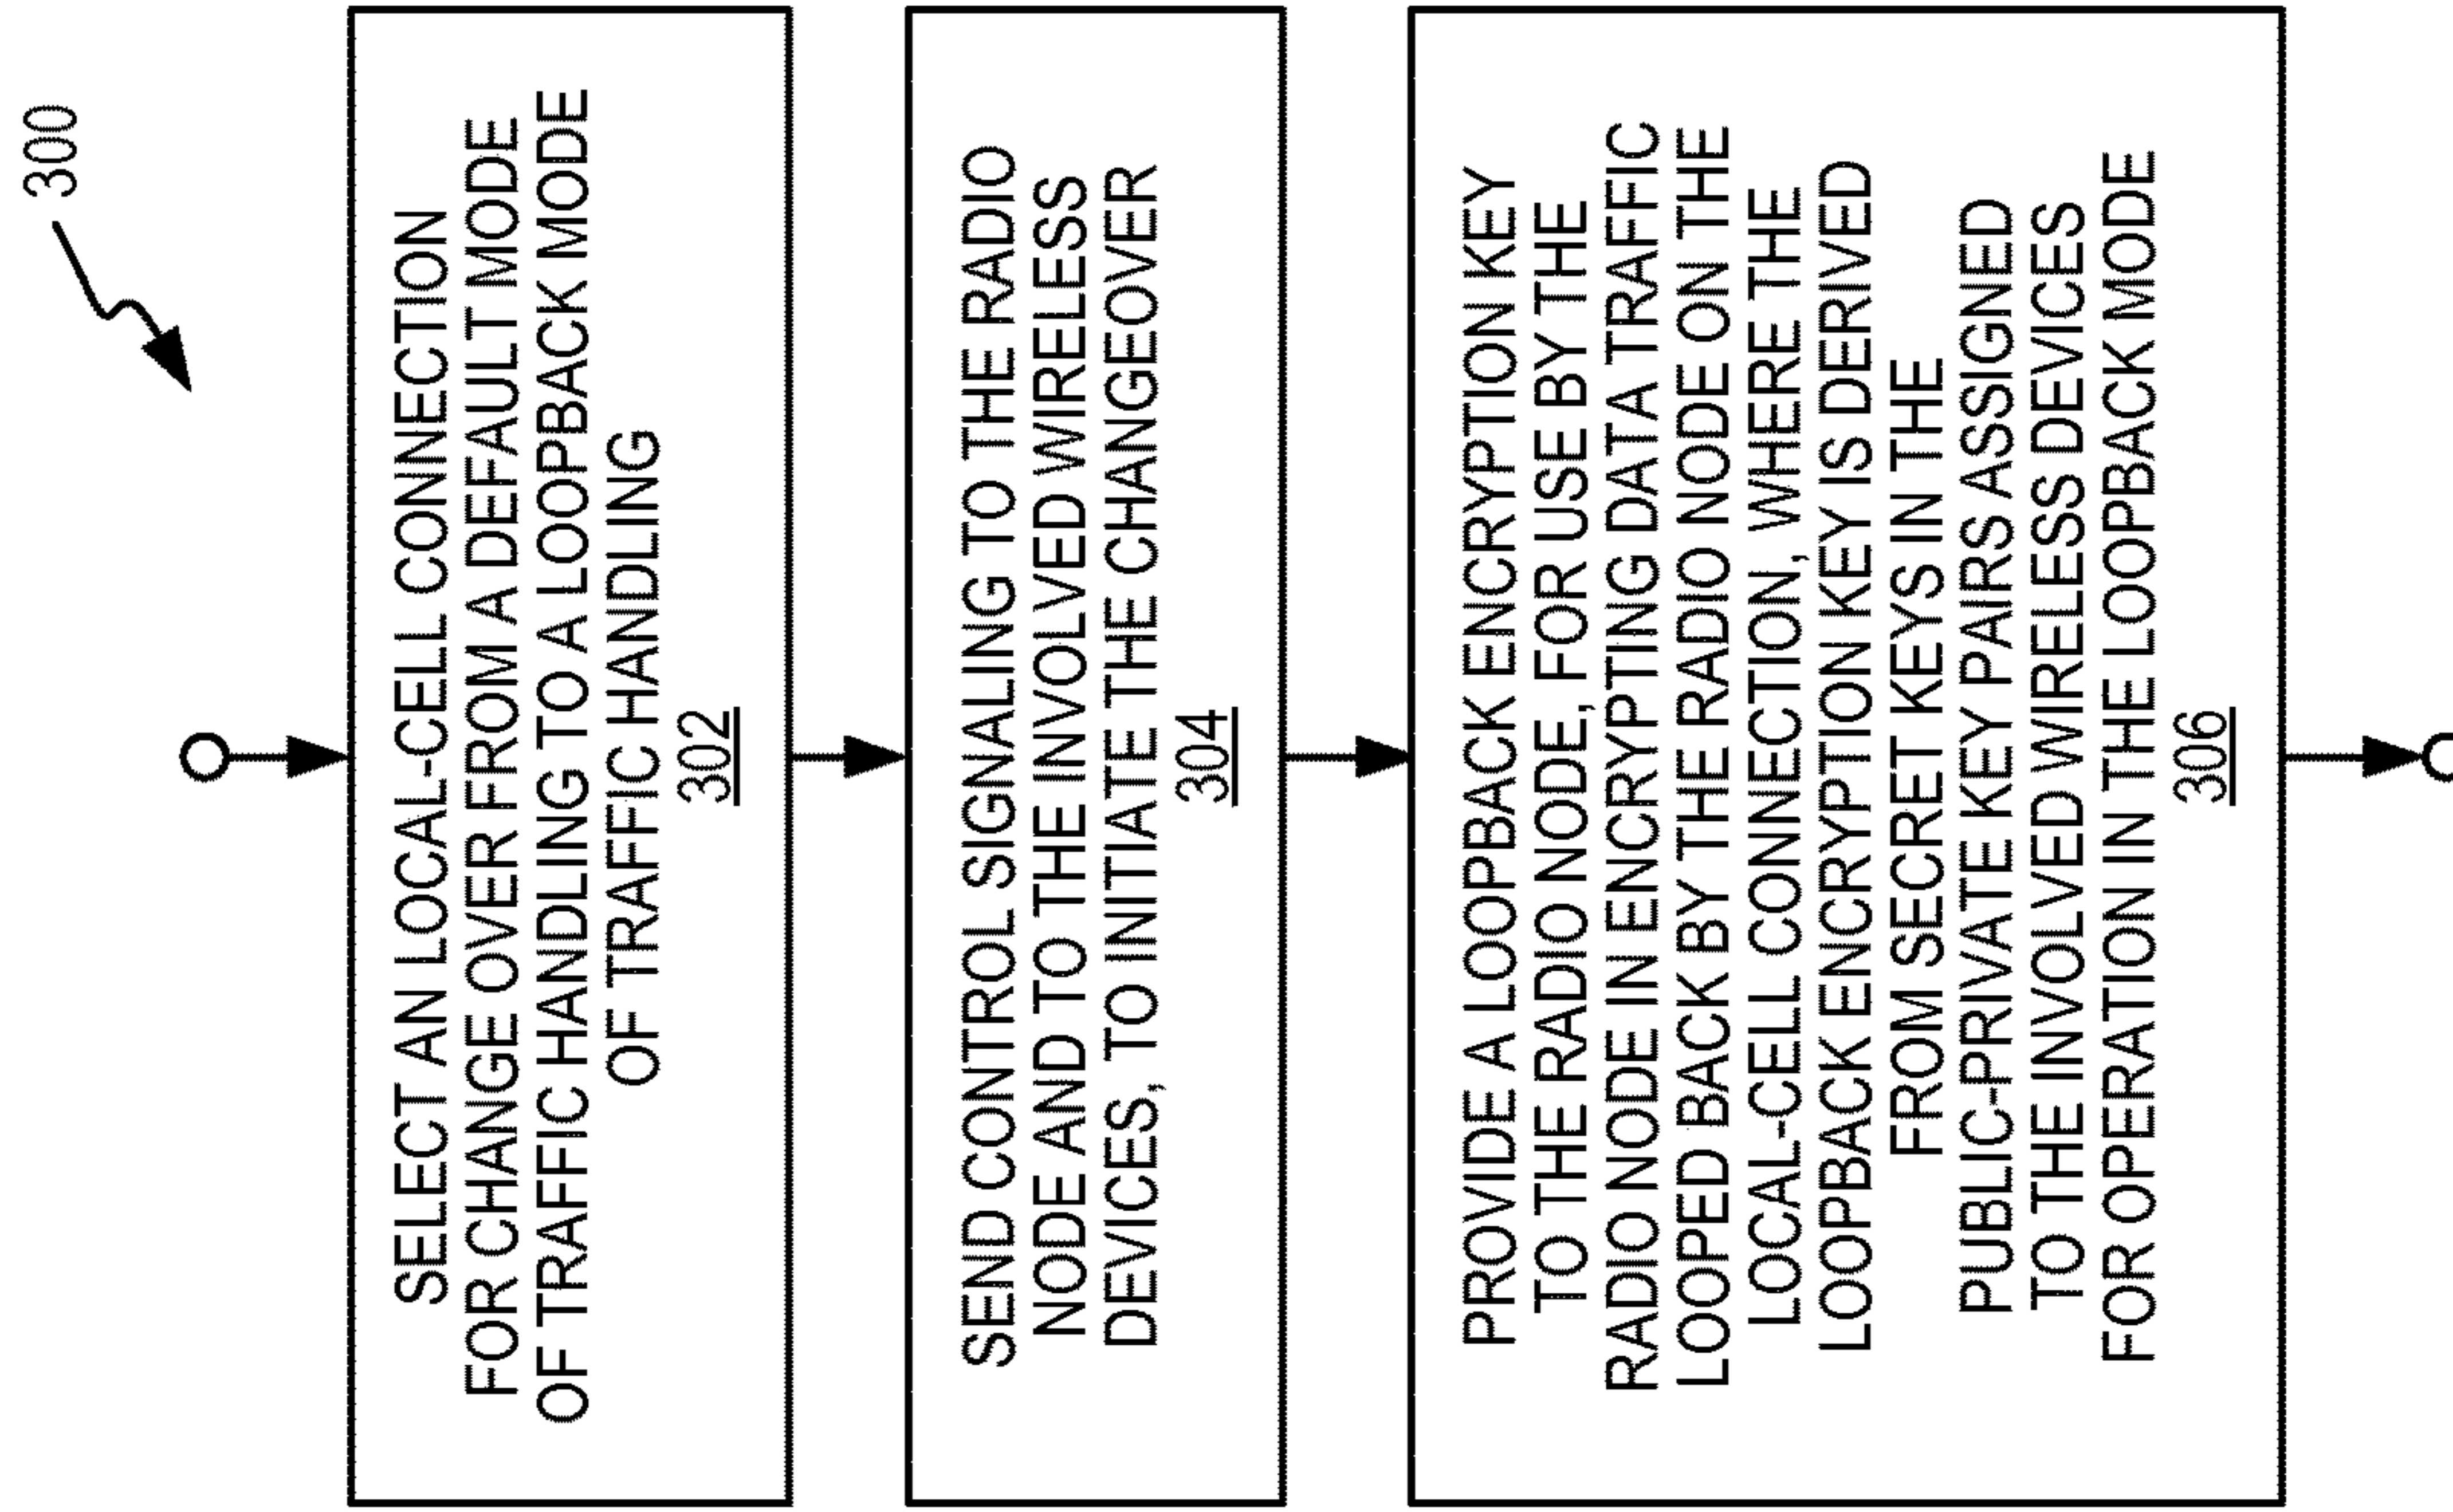 300
SELECT AN LOCAL-CELL CONNECTION
FOR CHANGE OVER FROM A DEFAULT MODE
OF TRAFFIC HANDLING TO A LOOPBACK MODE
OF TRAFFIC HANDLING
302
SEND CONTROL SIGNALING TO THE RADIO
NODE AND TO THE INVOLVED WIRELESS
DEVICES, TO INITIATE THE CHANGEOVER
304
PROVIDE A LOOPBACK ENCRYPTION KEY
TO THE RADIO NODE, FOR USE BY THE
RADIO NODE IN ENCRYPTING DATA TRAFFIC
LOOPED BACK BY THE RADIO NODE ON THE
LOCAL-CELL CONNECTION, WHERE THE
LOOPBACK ENCRYPTION KEY IS DERIVED
FROM SECRET KEYS IN THE
PUBLIC-PRIVATE KEY PAIRS ASSIGNED
TO THE INVOLVED WIRELESS DEVICES
FOR OPERATION IN THE LOOPBACK MODE
306